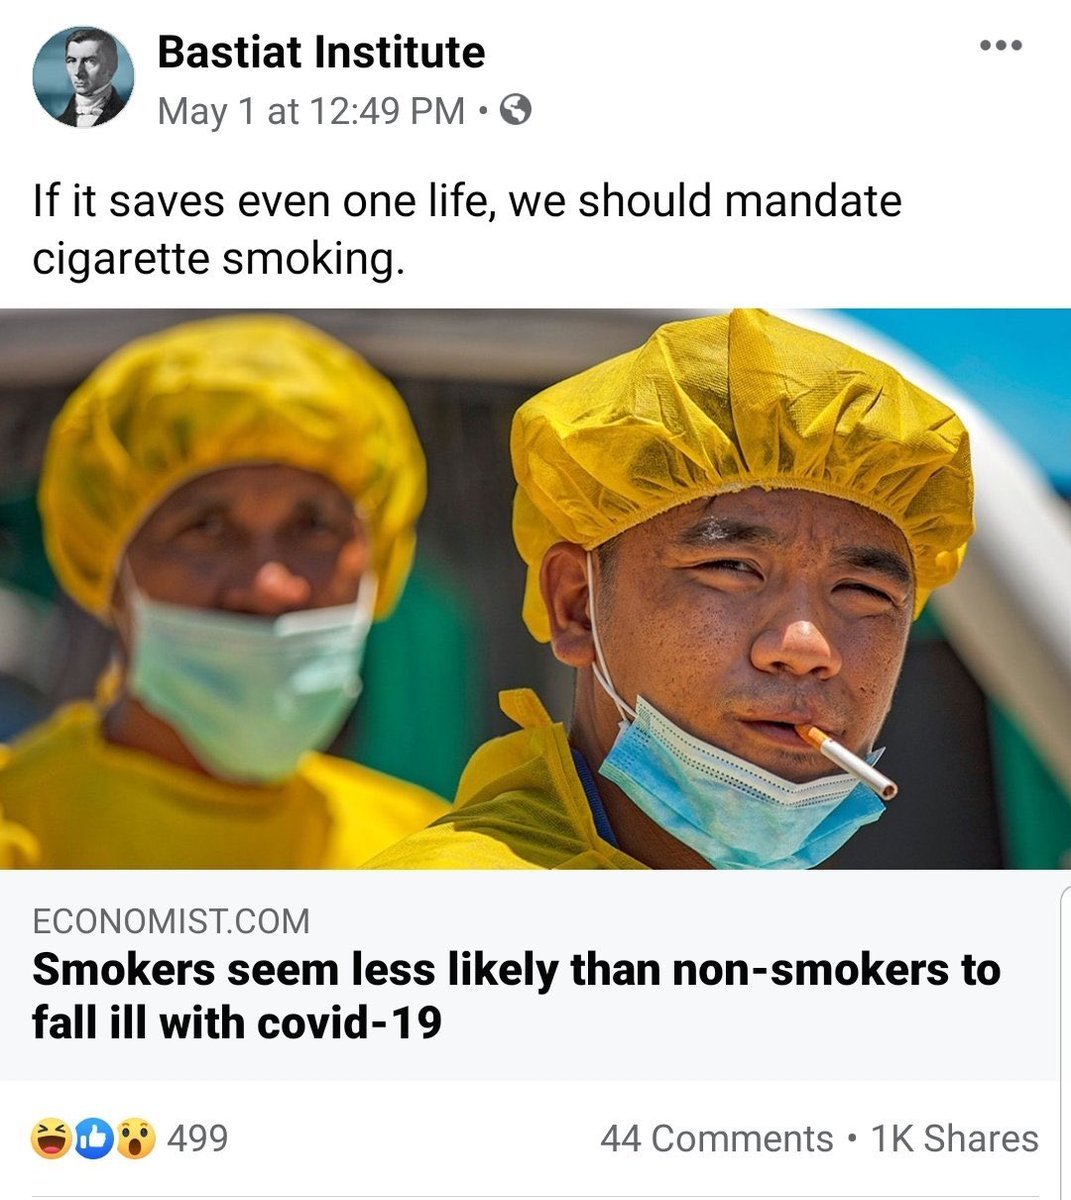 Bastiat Institute
May 1 at 12:49 PM •
If it saves even one life, we should mandate
cigarette smoking.
ECONOMIST.COM
Smokers seem less likely than non-smokers to
fall ill with covid-19
499 44 Comments • 1K Shares